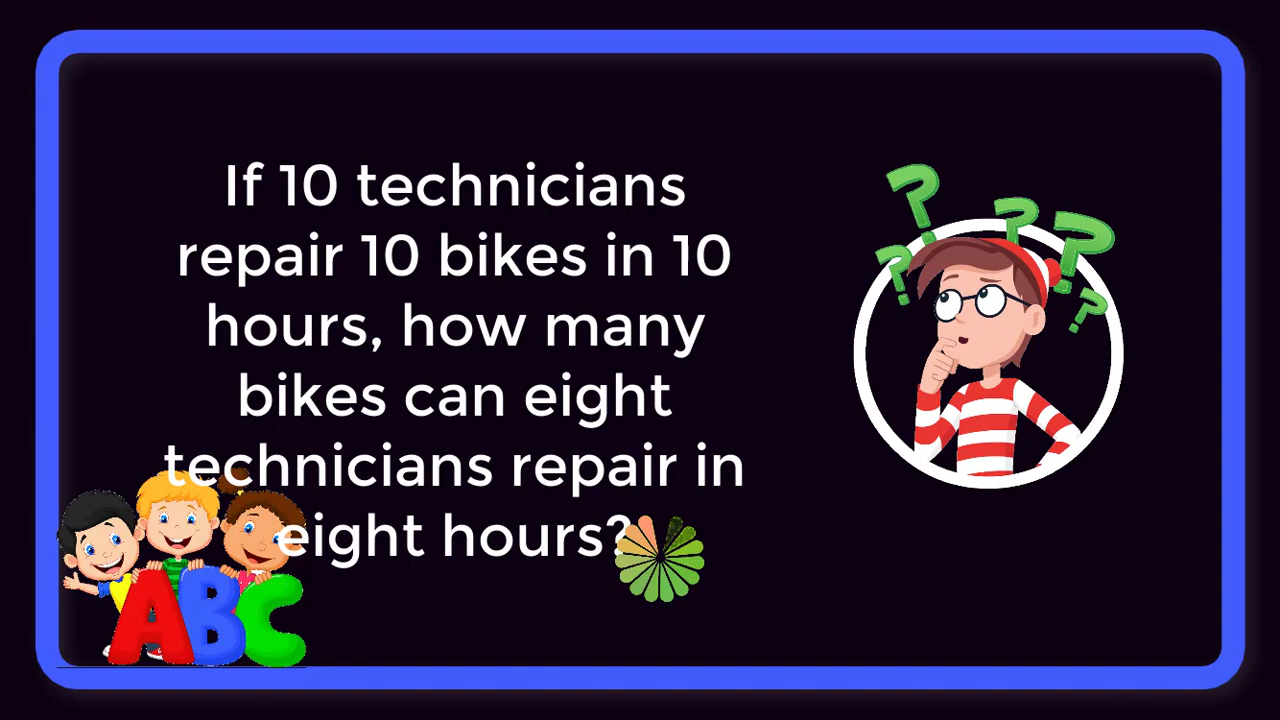 If 10 technicians
repair 10 bikes in 10
hours, how many
bikes can eight
technicians repair in
eight hours?
ABC